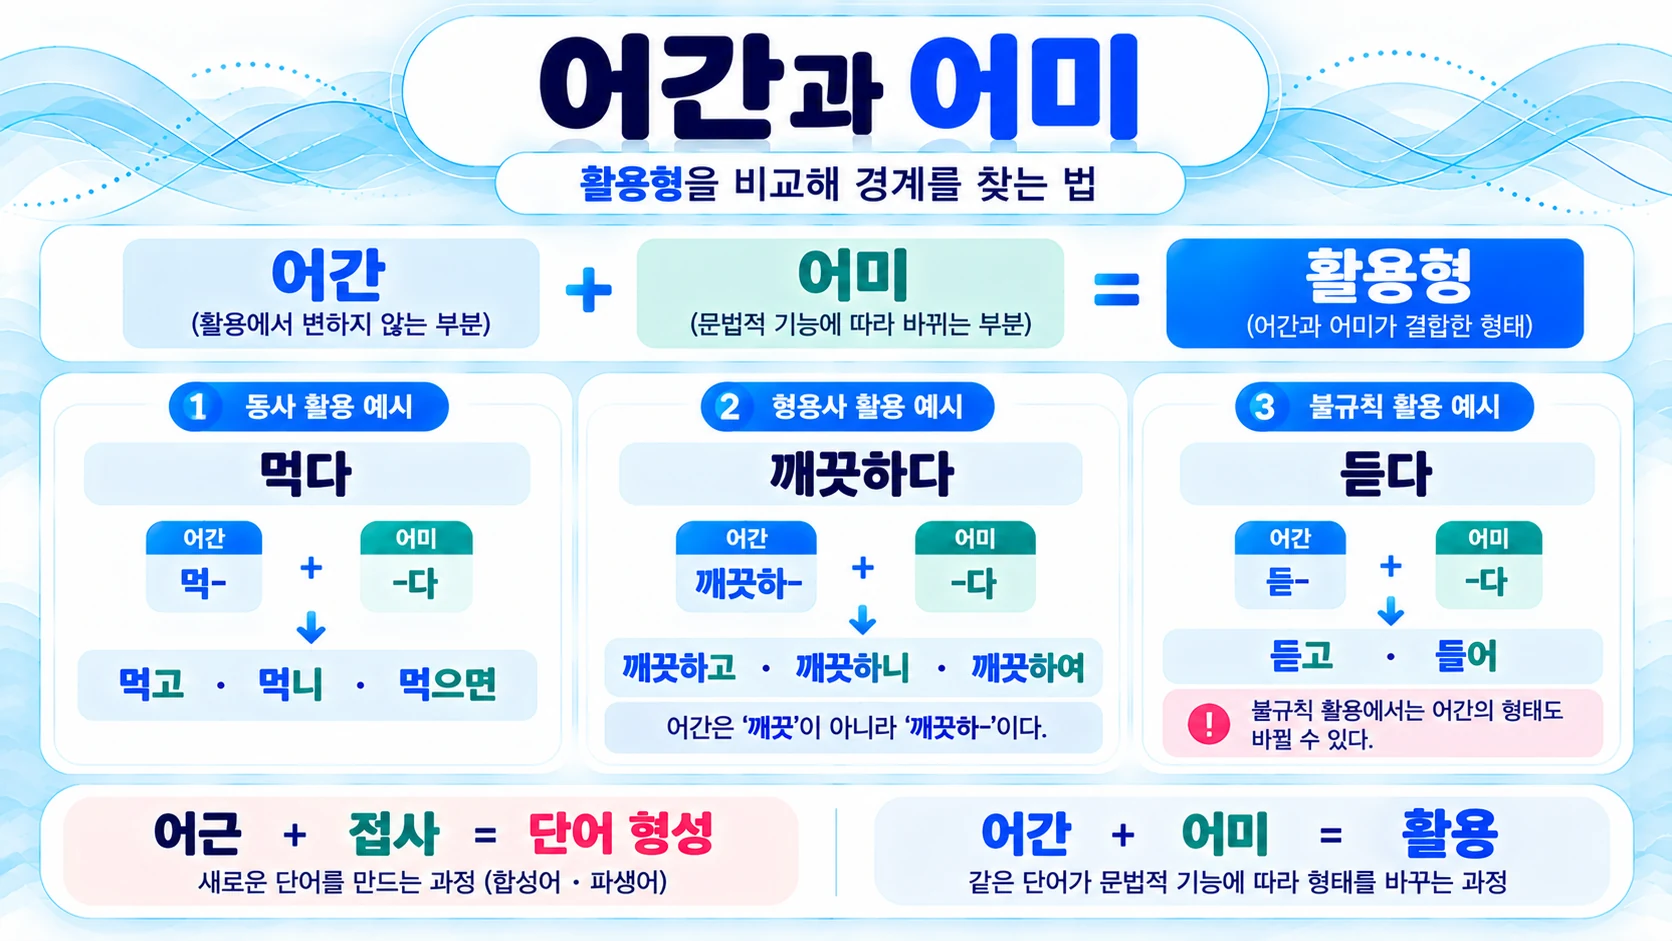 어간과 어미
활용형을 비교해 경계를 찾는 법
어간
(활용에서 변하지 않는 부분)
+
어미
(문법적 기능에 따라 바뀌는 부분)
=
활용형
(어간과 어미가 결합한 형태)
1 동사 활용 예시
먹다
어간
먹-
+
어미
-다
먹고 · 먹니 · 먹으면
2 형용사 활용 예시
깨끗하다
어간
깨끗하-
+
어미
-다
깨끗하고 · 깨끗하니 · 깨끗하여
어간은 ‘깨끗’이 아니라 ‘깨끗하-’이다.
3 불규칙 활용 예시
듣다
어간
듣-
+
어미
-다
듣고 · 들어
!
불규칙 활용에서는 어간의 형태도
바뀔 수 있다.
어근 + 접사 = 단어 형성
새로운 단어를 만드는 과정 (합성어 · 파생어)
어간 + 어미 = 활용
같은 단어가 문법적 기능에 따라 형태를 바꾸는 과정